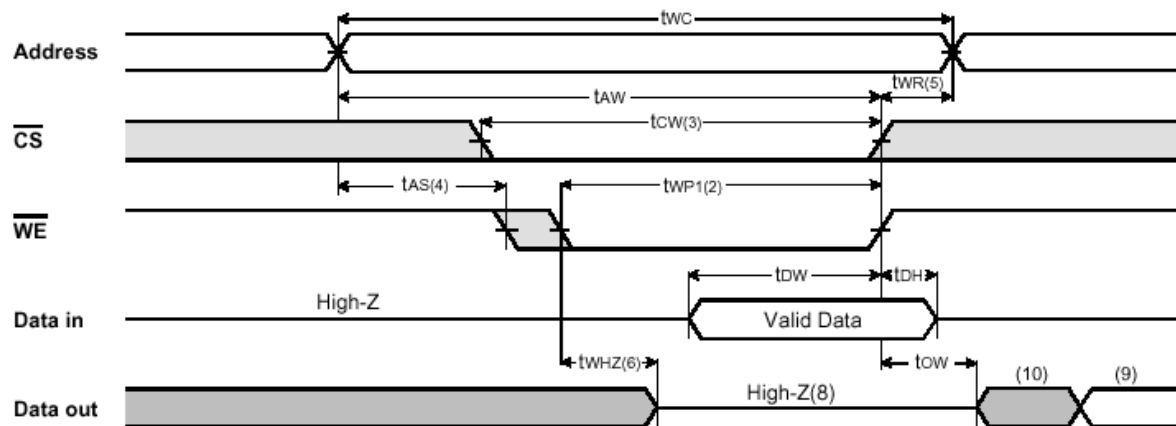 tWC
Address
tWR(5)
tAW
tCW(3)
CS
tAS(4)
tWP1(2)
WE
tDW
tDH
High-Z
Data in
Valid Data
tWHZ(6)
tOW
(10)
(9)
High-Z(8)
Data out